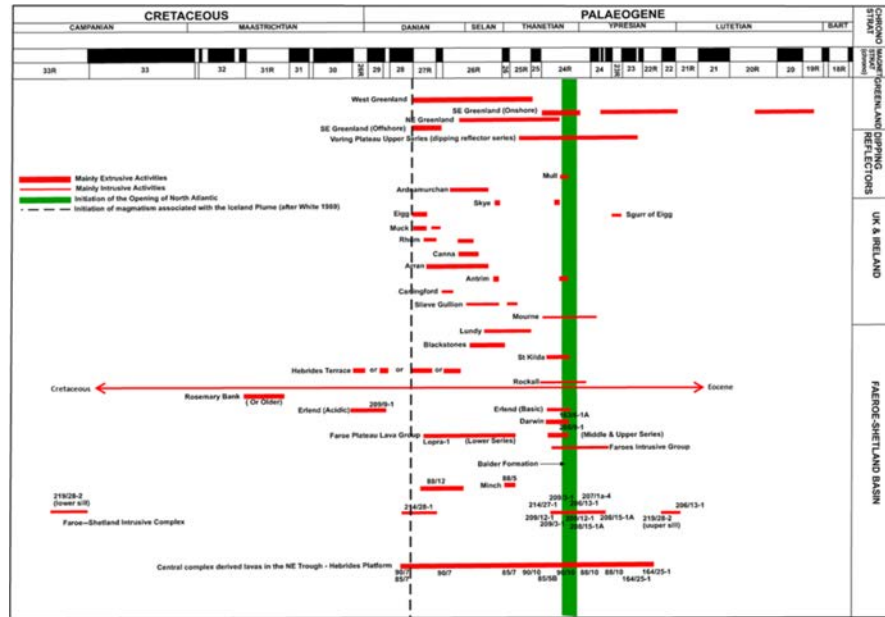 CRETACEOUS PALAEOGENE CHRONO STRAT
CAMPANIAN MAASTRICHTIAN DANIAN SELAN THANETIAN YPRESIAN LUTETIAN BART
MAGNET STRAT (chrons)
33R 33 32 31R 31 30 29R 29 28 27R 26R 26 25R 25 24R 24 23R 23 22R 22 21R 21 20R 20 19R 18R
GREENLAND
West Greenland
SE Greenland (Onshore)
NE Greenland
SE Greenland (Offshore)
DIPPING REFLECTORS
Voring Plateau Upper Series (dipping reflector series)
Mainly Extrusive Activities
Mainly Intrusive Activities
Initiation of the Opening of North Atlantic
Initiation of magmatism associated with the Iceland Plume (after White 1989)
Mull
Ardnamurchan
UK & IRELAND
Skye
Eigg
Sgurr of Eigg
Muck
Rhum
Canna
Arran
Antrim
Carlingford
Slieve Gullion
Mourne
Lundy
Blackstones
FAEROE-SHETLAND BASIN
St Kilda
Hebrides Terrace or or or
Rockall
Cretaceous Eocene
Rosemary Bank
( Or Older)
209/9-1
Erlend (Acidic)
Erlend (Basic)
Darwin
Faroe Plateau Lava Group
Lopra-1 (Lower Series)
(Middle & Upper Series)
Faroes Intrusive Group
Balder Formation
88/12
Minch
88/5
219/28-2
(lower sill)
214/28-1
207/1a-4
214/27-1
206/13-1
209/12-1
208/15-1A
209/3-1
208/15-1A
219/28-2
(uuper sill)
206/13-1
Faroe-Shetland Intrusive Complex
Central complex derived lavas in the NE Trough - Hebrides Platform
90/7 90/7 85/7 90/10 90/10 88/10 88/10 164/25-1
85/7 85/5B 164/25-1